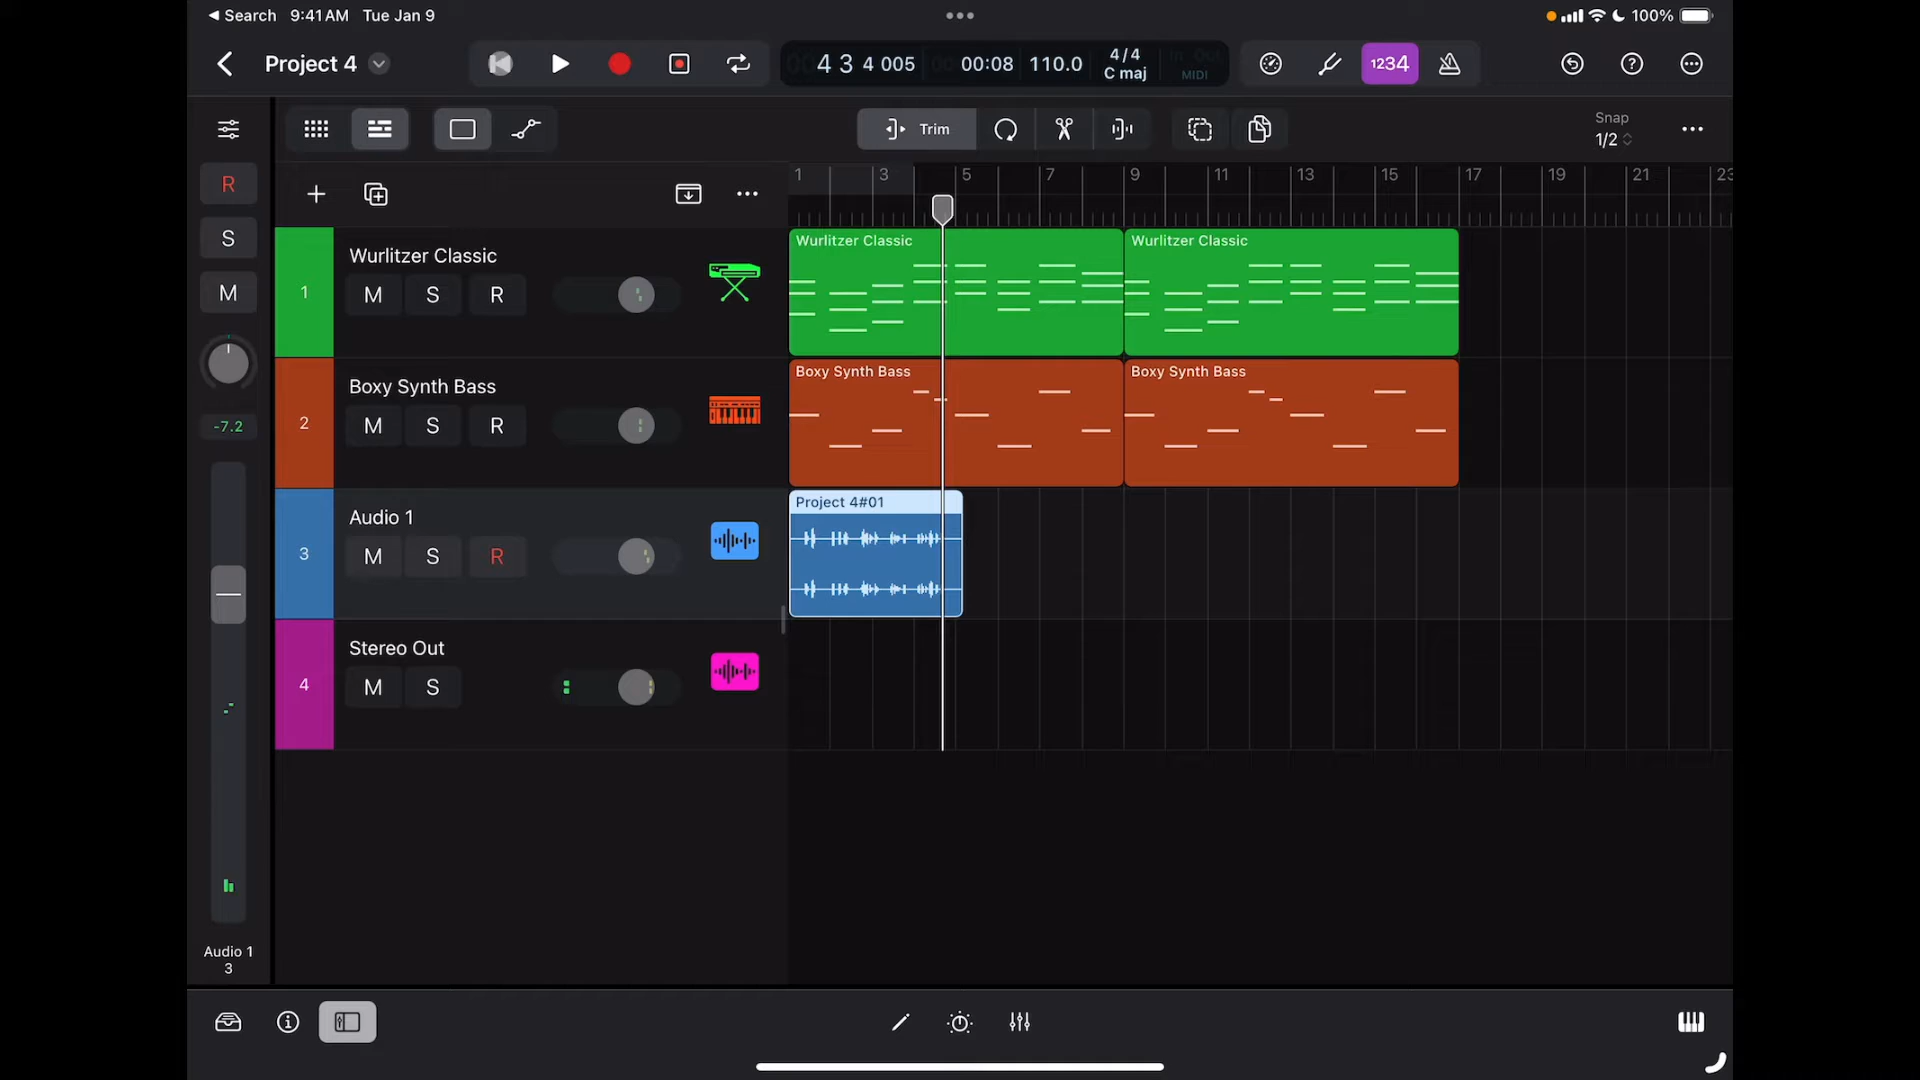 ◀ Search 9:41 AM Tue Jan 9
100%
Project 4
4 3 4 005
00:08
110.0
4/4
C maj
In Out
MIDI
1234
Trim
Snap
1/2
R
S
M
-7.2
1 3 5 7 9 11 13 15 17 19 21 23
1
Wurlitzer Classic
M S R
Wurlitzer Classic
Wurlitzer Classic
2
Boxy Synth Bass
M S R
Boxy Synth Bass
Boxy Synth Bass
3
Audio 1
M S R
Project 4#01
4
Stereo Out
M S
Audio 1
3